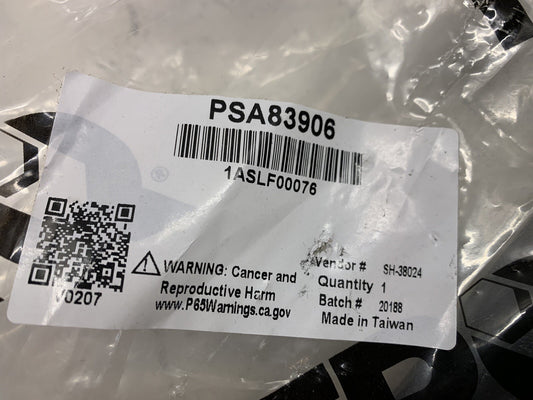 PSA83906
1ASLF00076
V0207
WARNING: Cancer and
Reproductive Harm
www.P65Warnings.ca.gov
Vendor # SH-38024
Quantity 1
Batch # 20188
Made in Taiwan